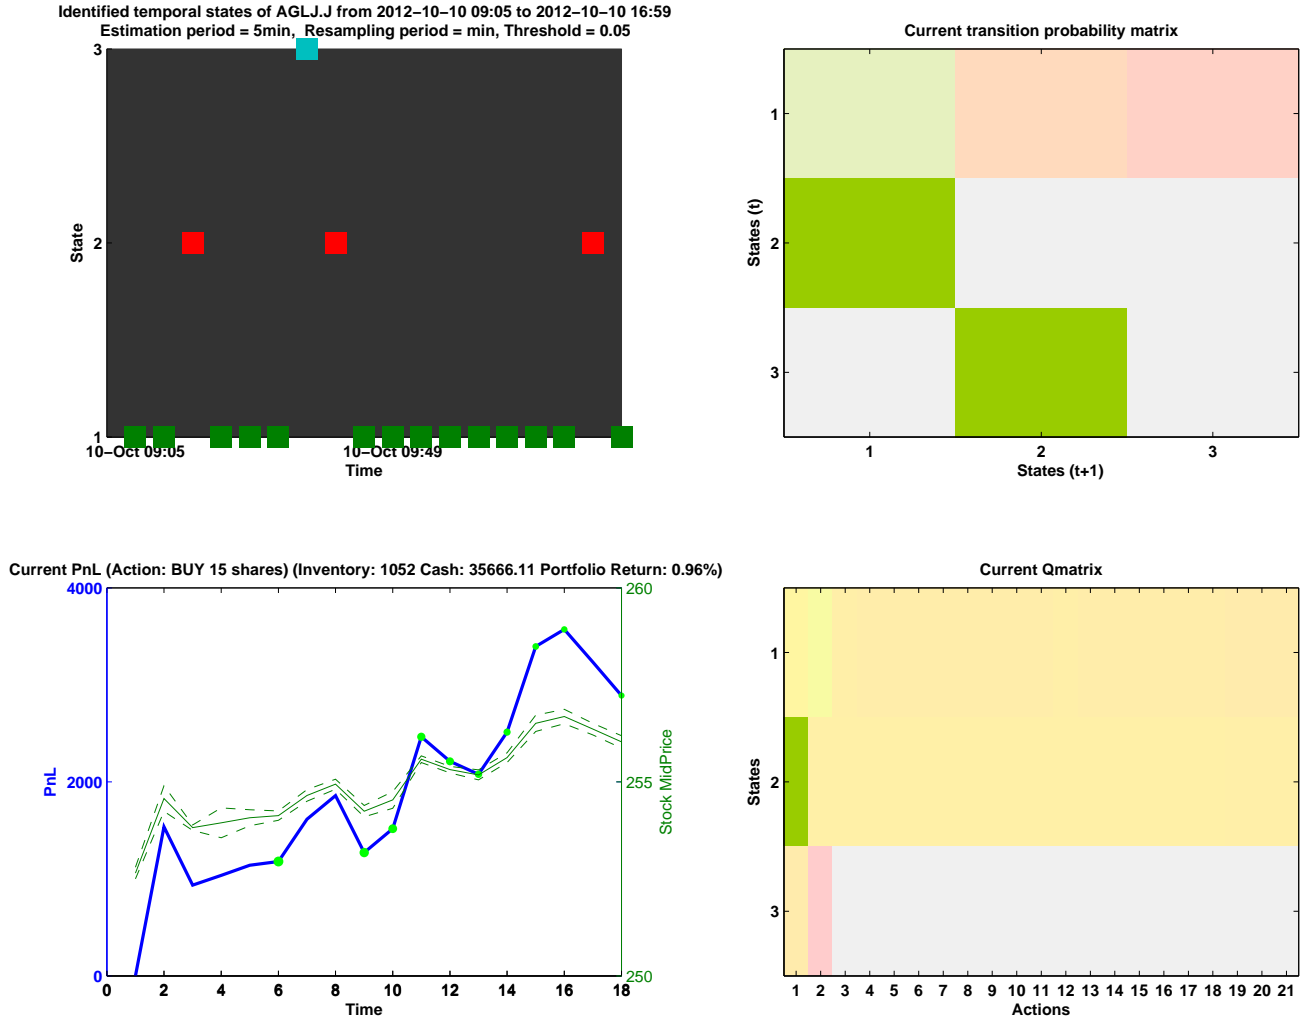 Identified temporal states of AGLJ.J from 2012−10−10 09:05 to 2012−10−10 16:59
Estimation period = 5min,  Resampling period = min, Threshold = 0.05
3
2
1
State
10−Oct 09:05
10−Oct 09:49
Time
Current transition probability matrix
1
2
3
States (t)
1
2
3
States (t+1)
Current PnL (Action: BUY 15 shares) (Inventory: 1052 Cash: 35666.11 Portfolio Return: 0.96%)
4000
2000
0
PnL
260
255
250
Stock MidPrice
0 2 4 6 8 10 12 14 16 18
Time
Current Qmatrix
1
2
3
States
1 2 3 4 5 6 7 8 9 10 11 12 13 14 15 16 17 18 19 20 21
Actions